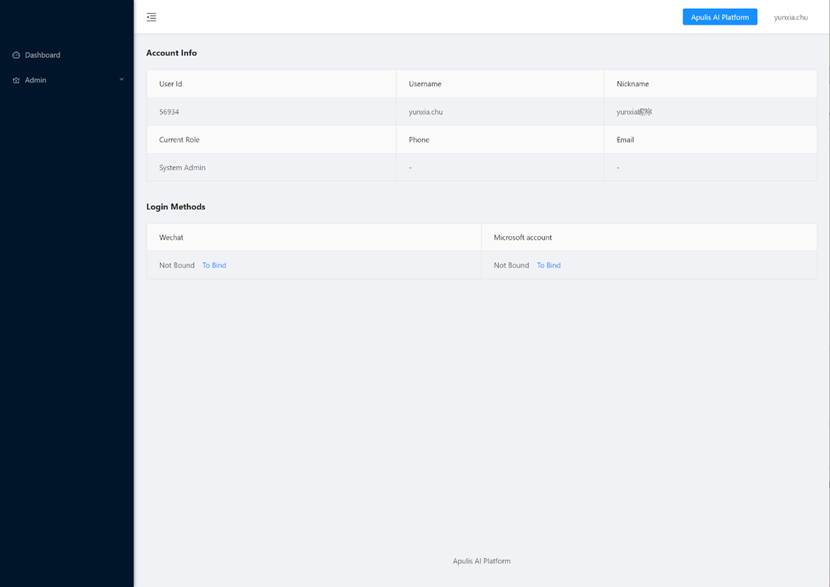 Apulis AI Platform yunxia.chu
Dashboard
Admin
Account Info
User Id Username Nickname
56934 yunxia.chu yunxia昵称
Current Role Phone Email
System Admin - -
Login Methods
Wechat Microsoft account
Not Bound To Bind Not Bound To Bind
Apulis AI Platform